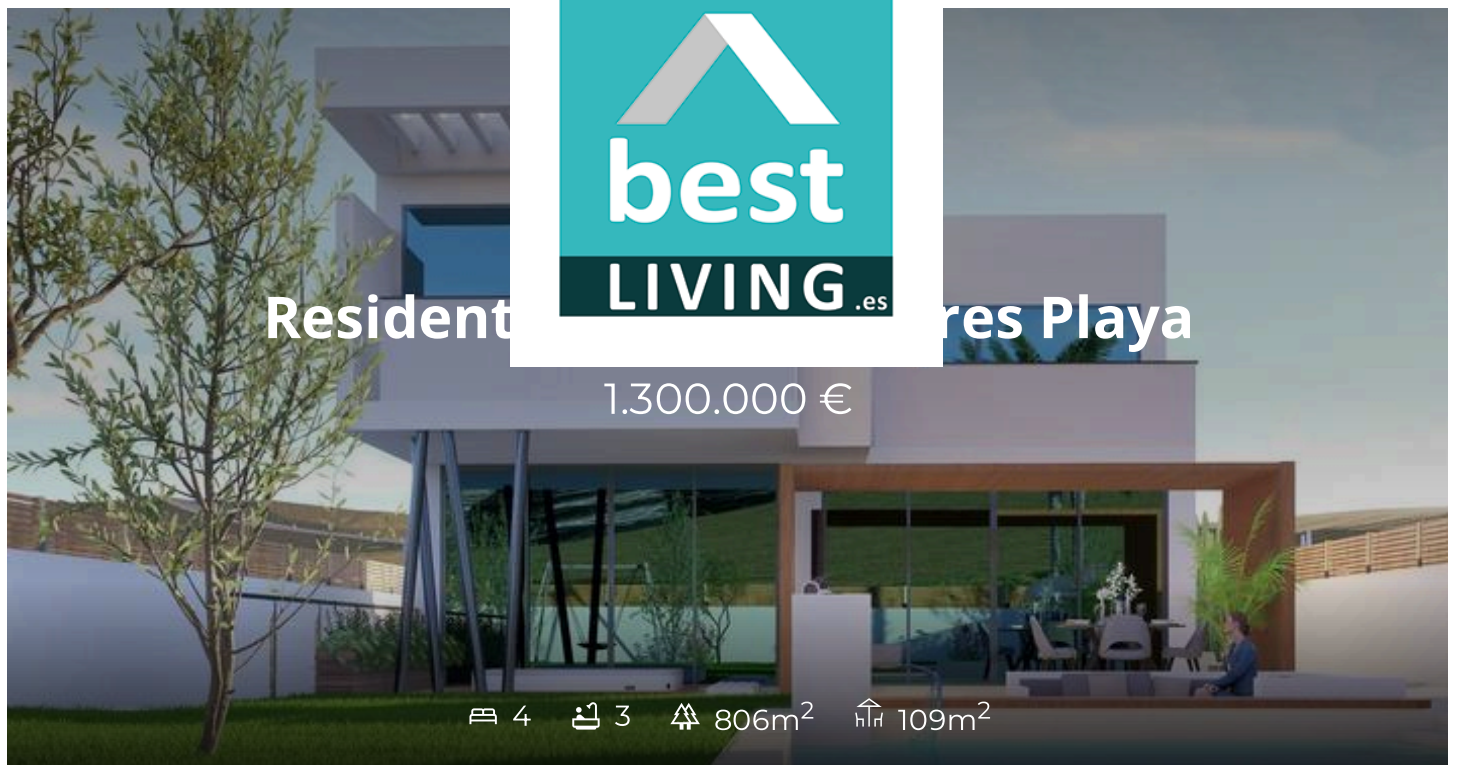 best
LIVING.es
Resident res Playa
1.300.000 €
4 3 806m² 109m²